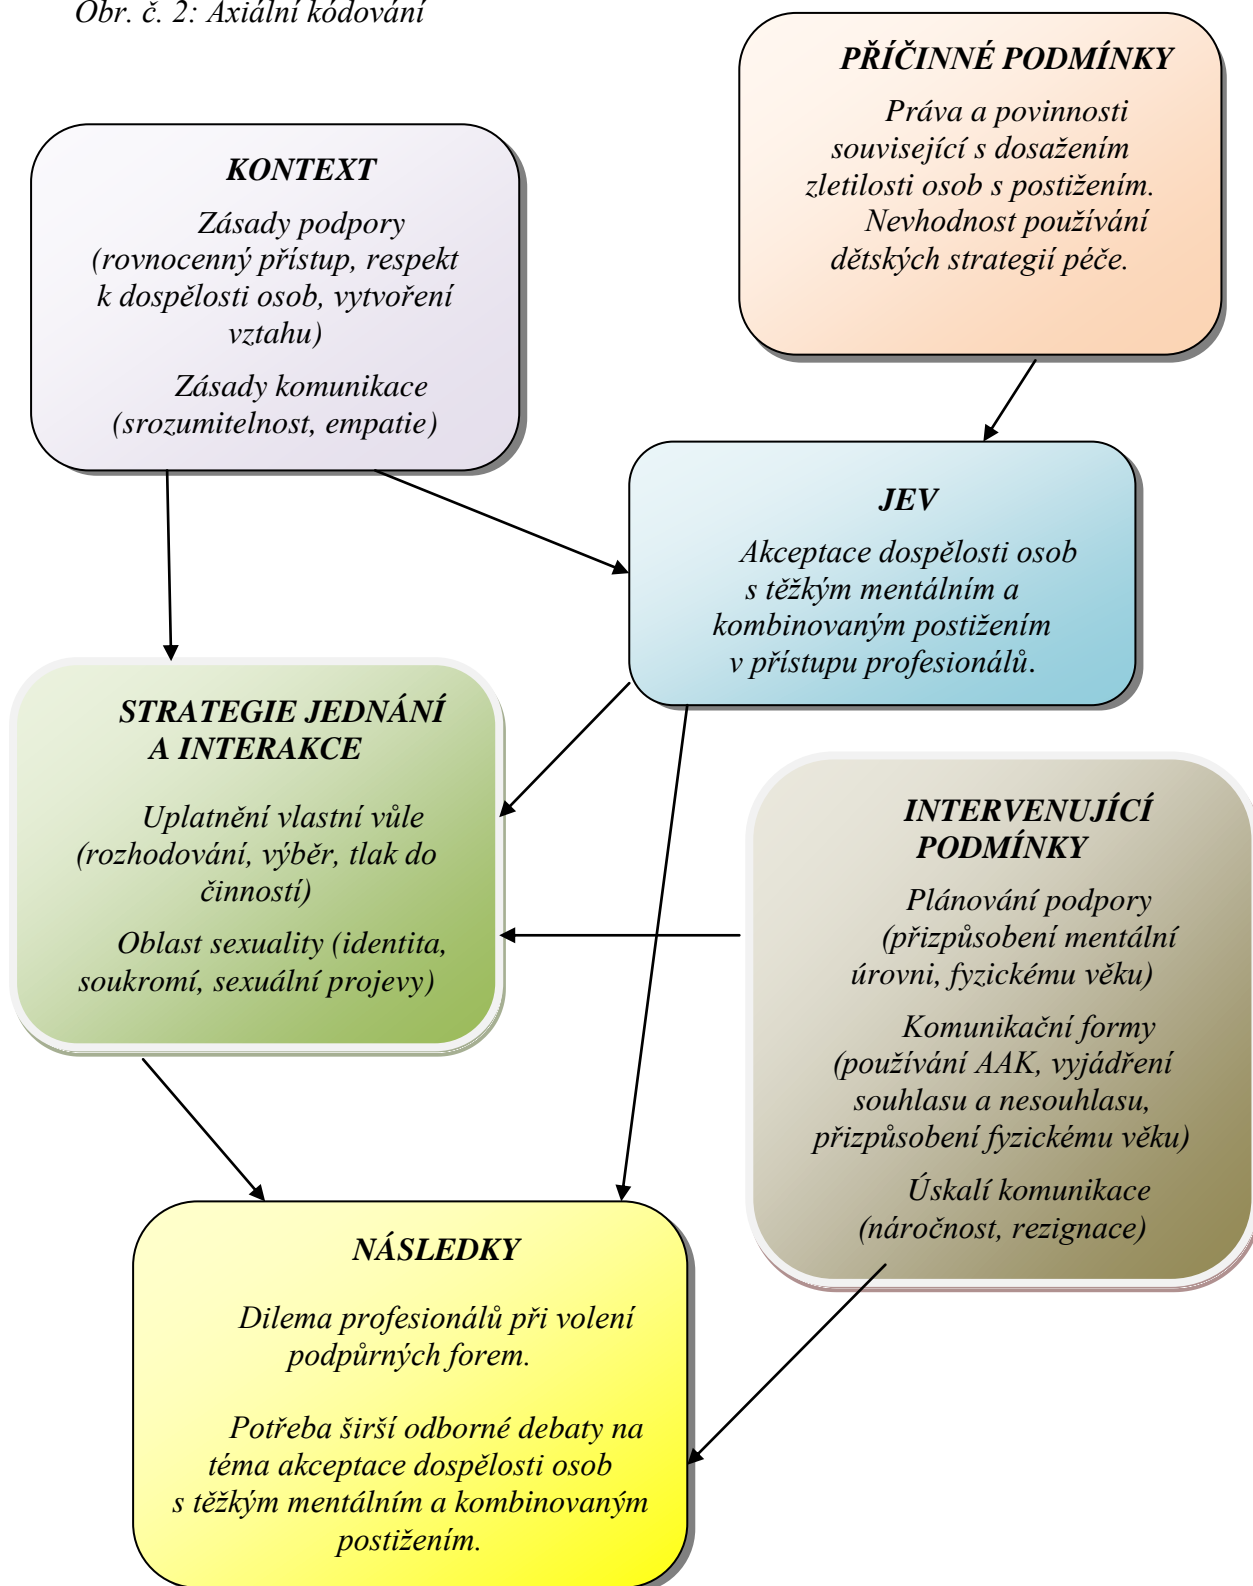 Obr. č. 2: Axiální kódování
PŘÍČINNÉ PODMÍNKY
Práva a povinnosti
související s dosažením
zletilosti osob s postižením.
Nevhodnost používání
dětských strategií péče.
KONTEXT
Zásady podpory
(rovnocenný přístup, respekt
k dospělosti osob, vytvoření
vztahu)
Zásady komunikace
(srozumitelnost, empatie)
JEV
Akceptace dospělosti osob
s těžkým mentálním a
kombinovaným postižením
v přístupu profesionálů.
STRATEGIE JEDNÁNÍ
A INTERAKCE
Uplatnění vlastní vůle
(rozhodování, výběr, tlak do
činností)
Oblast sexuality (identita,
soukromí, sexuální projevy)
INTERVENUJÍCÍ
PODMÍNKY
Plánování podpory
(přizpůsobení mentální
úrovni, fyzickému věku)
Komunikační formy
(používání AAK, vyjádření
souhlasu a nesouhlasu,
přizpůsobení fyzickému věku)
Úskalí komunikace
(náročnost, rezignace)
NÁSLEDKY
Dilema profesionálů při volení
podpůrných forem.
Potřeba širší odborné debaty na
téma akceptace dospělosti osob
s těžkým mentálním a kombinovaným
postižením.